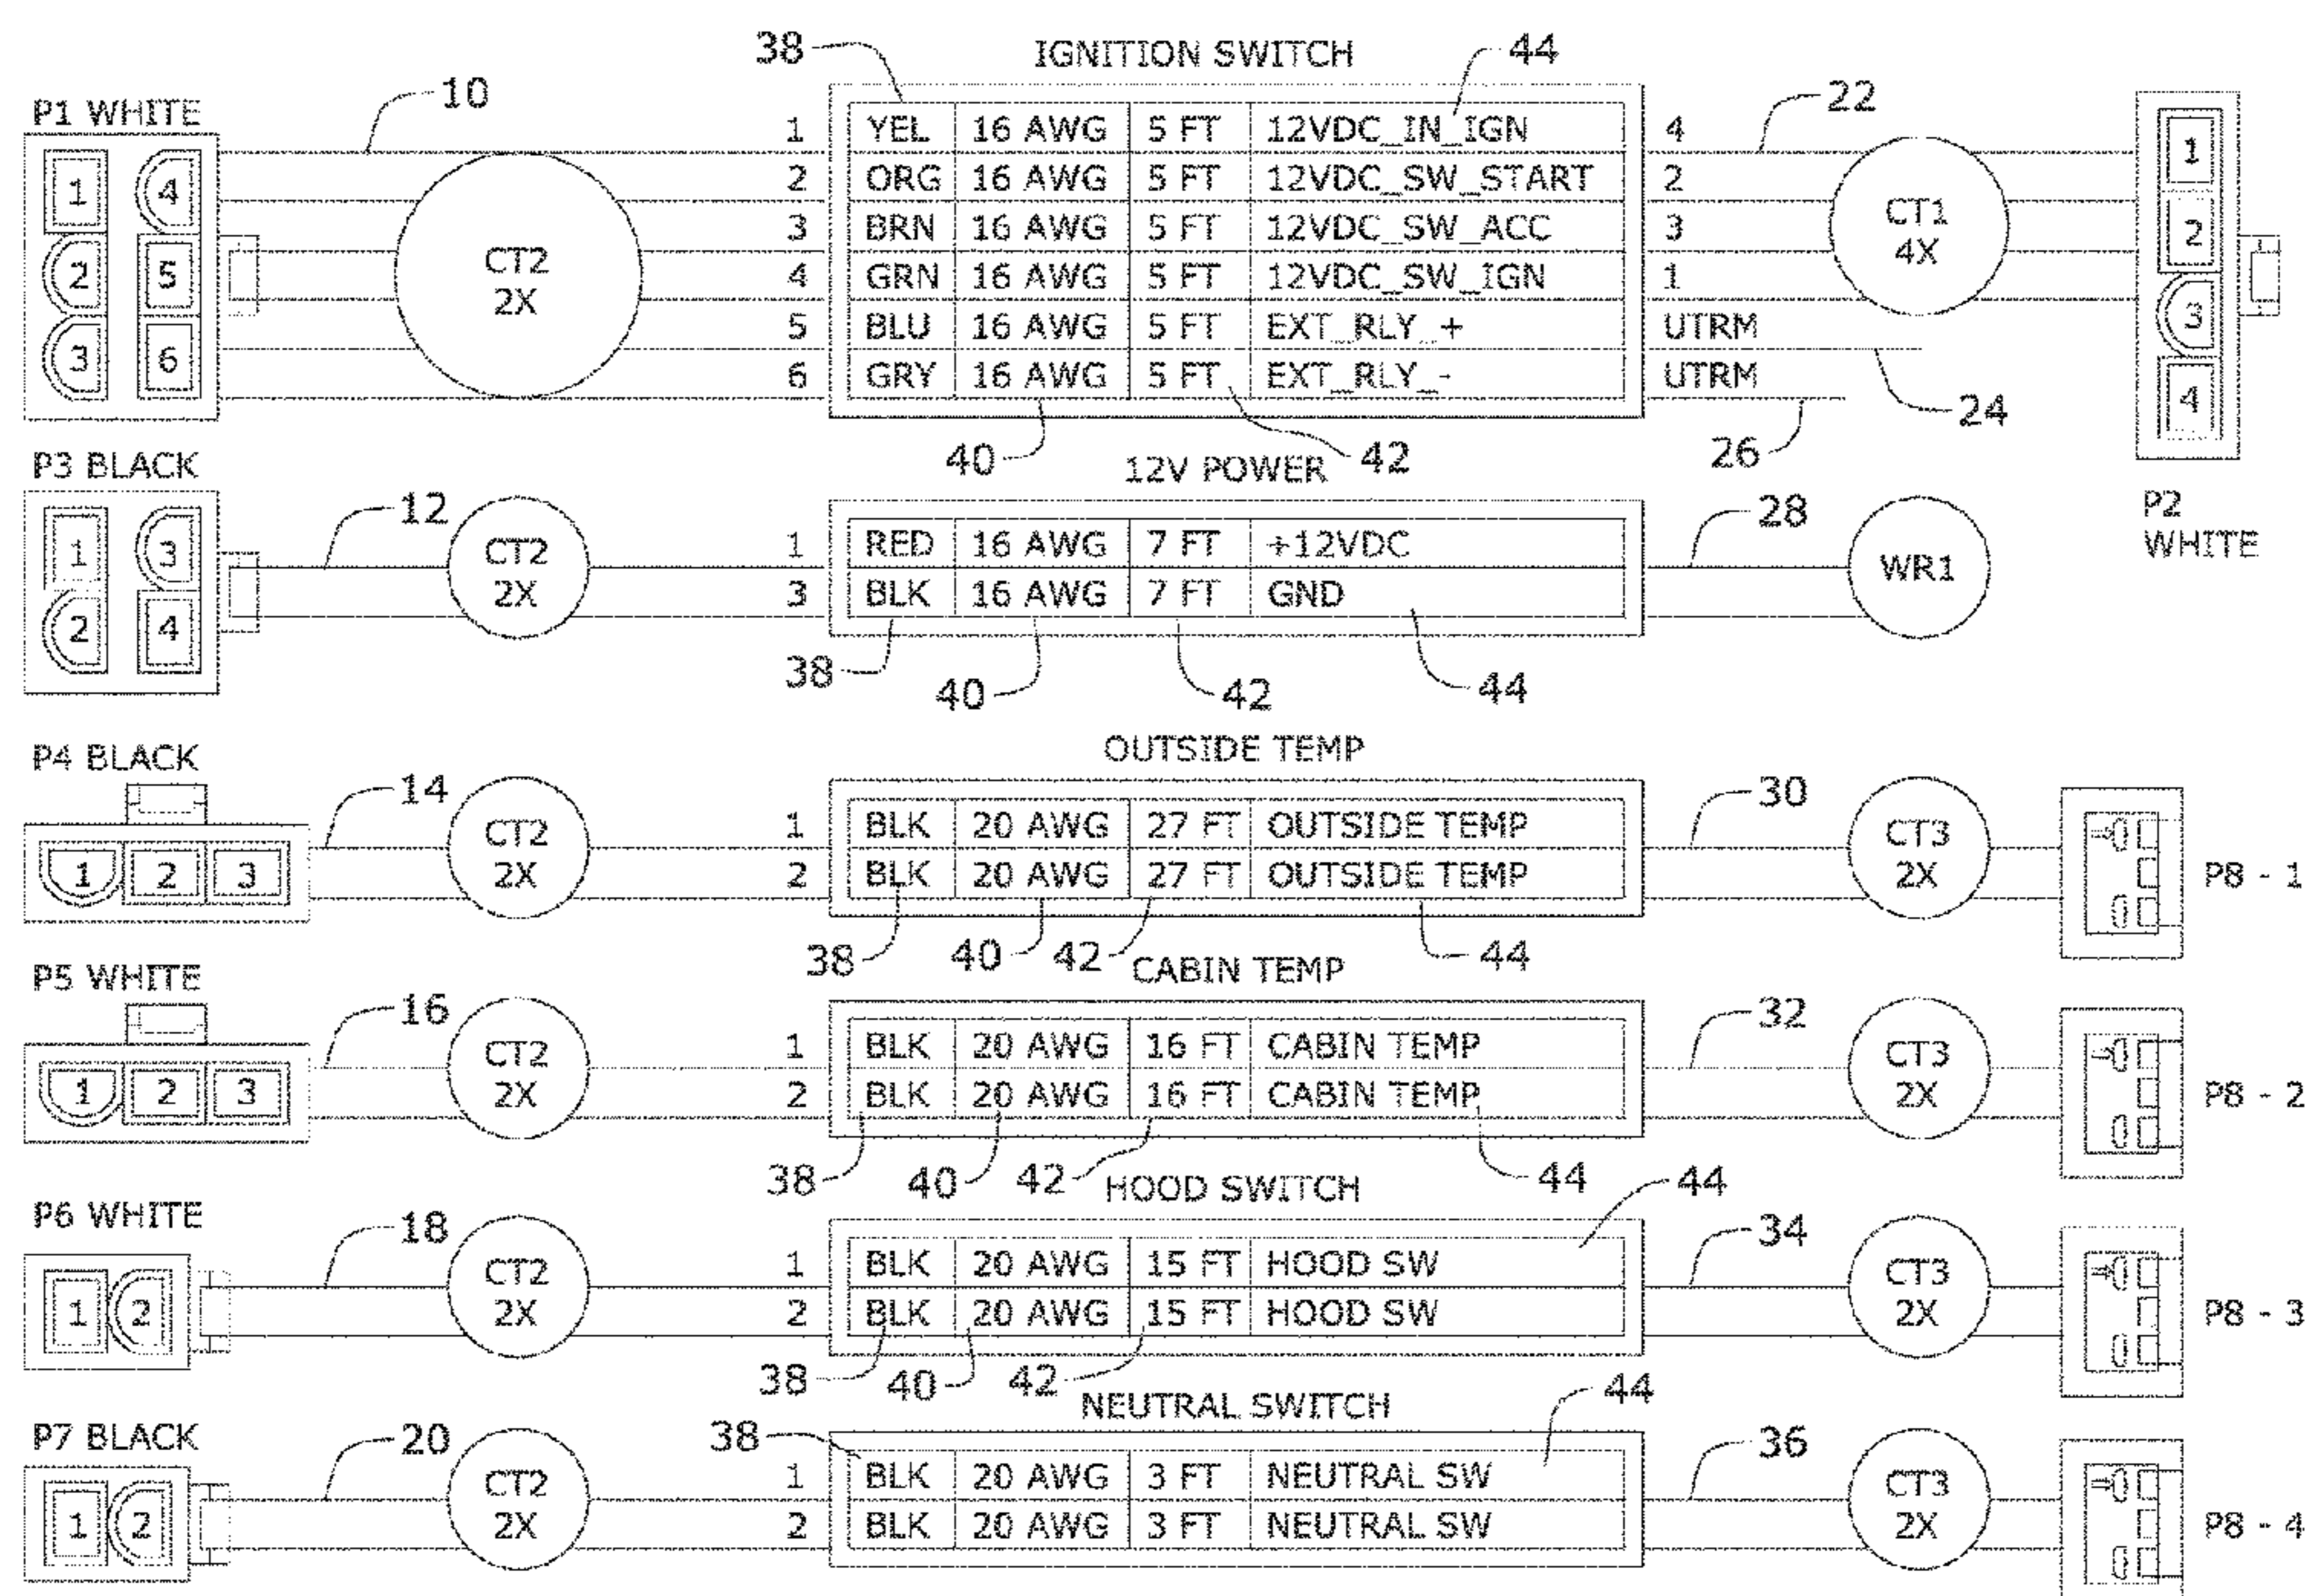 38 IGNITION SWITCH 44
P1 WHITE 10 22
1 YEL 16 AWG 5 FT 12VDC_IN_IGN 4
2 ORG 16 AWG 5 FT 12VDC_SW_START 2
3 BRN 16 AWG 5 FT 12VDC_SW_ACC 3
4 GRN 16 AWG 5 FT 12VDC_SW_IGN 1
5 BLU 16 AWG 5 FT EXT_RLY_+ UTRM
6 GRY 16 AWG 5 FT EXT_RLY_- UTRM
1 4
2 5
3 6
CT2
2X
CT1
4X
1
2
3
4
24
40 42 26
P2
WHITE
P3 BLACK 12V POWER
12 28
1 3
2 4
CT2
2X
1 RED 16 AWG 7 FT +12VDC
3 BLK 16 AWG 7 FT GND
WR1
38 40 42 44
P4 BLACK OUTSIDE TEMP
14 30
1 2 3
CT2
2X
1 BLK 20 AWG 27 FT OUTSIDE TEMP
2 BLK 20 AWG 27 FT OUTSIDE TEMP
CT3
2X
P8 - 1
38 40 42 44
P5 WHITE CABIN TEMP
16 32
1 2 3
CT2
2X
1 BLK 20 AWG 16 FT CABIN TEMP
2 BLK 20 AWG 16 FT CABIN TEMP
CT3
2X
P8 - 2
38 40 42 44
P6 WHITE HOOD SWITCH 44
18 34
1 2
CT2
2X
1 BLK 20 AWG 15 FT HOOD SW
2 BLK 20 AWG 15 FT HOOD SW
CT3
2X
P8 - 3
38 40 42
P7 BLACK NEUTRAL SWITCH 44
20 38 36
1 2
CT2
2X
1 BLK 20 AWG 3 FT NEUTRAL SW
2 BLK 20 AWG 3 FT NEUTRAL SW
CT3
2X
P8 - 4